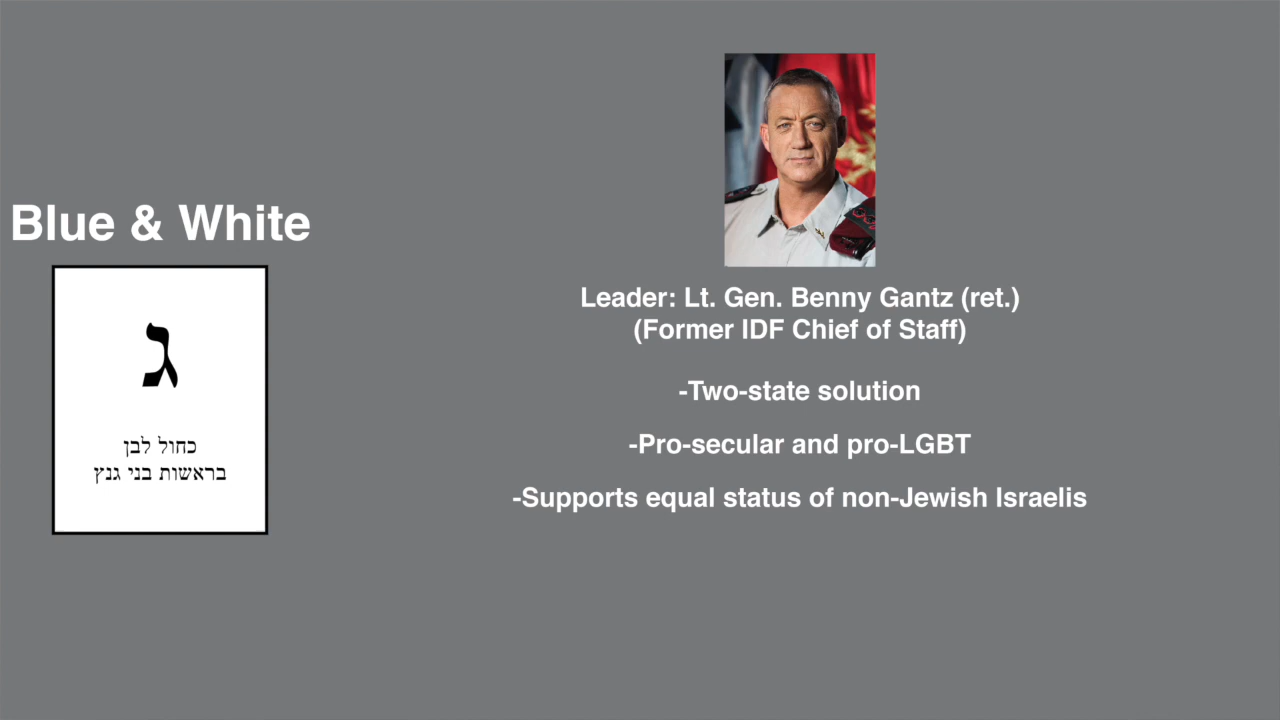 Blue & White
ג
כחול לבן
בראשות בני גנץ
Leader: Lt. Gen. Benny Gantz (ret.)
(Former IDF Chief of Staff)
-Two-state solution
-Pro-secular and pro-LGBT
-Supports equal status of non-Jewish Israelis